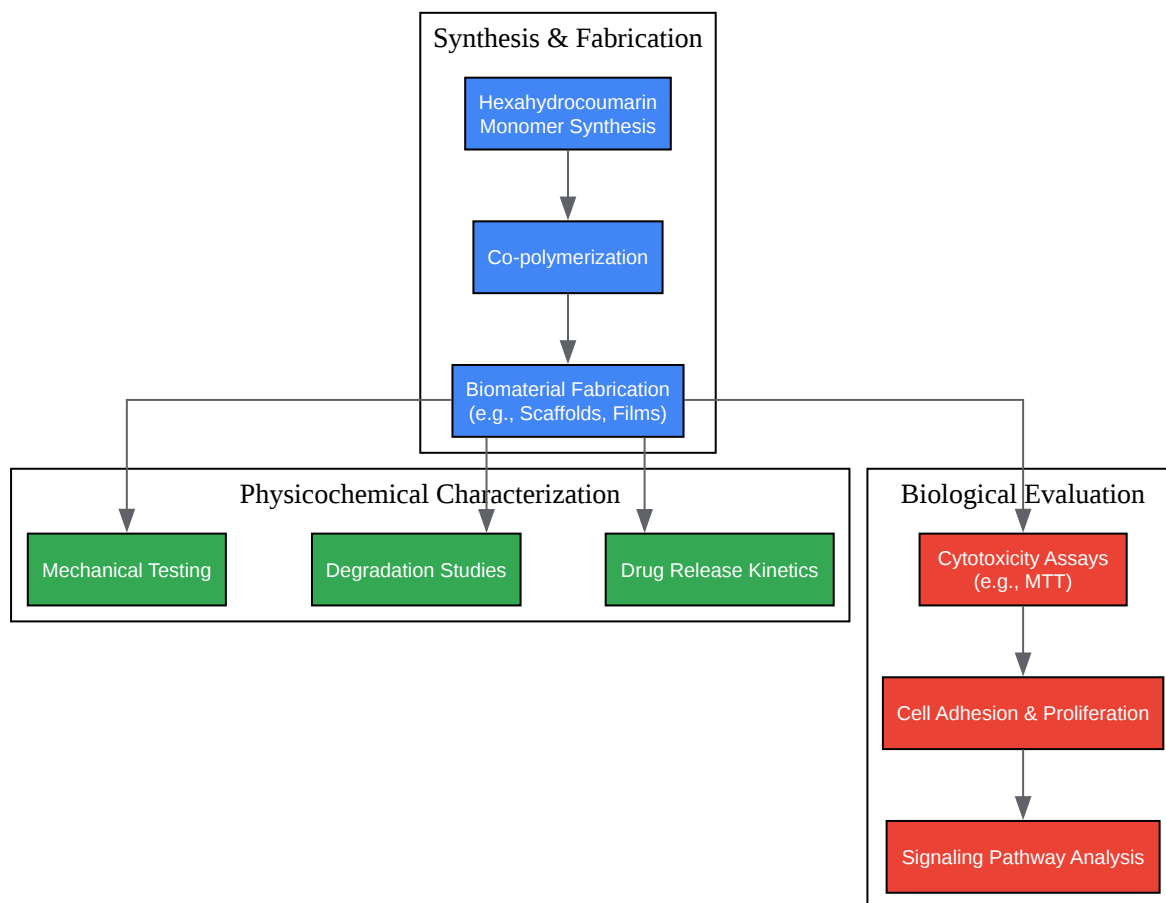 Synthesis & Fabrication
Hexahydrocoumarin
Monomer Synthesis
Co-polymerization
Biomaterial Fabrication
(e.g., Scaffolds, Films)
Physicochemical Characterization
Mechanical Testing
Degradation Studies
Drug Release Kinetics
Biological Evaluation
Cytotoxicity Assays
(e.g., MTT)
Cell Adhesion & Proliferation
Signaling Pathway Analysis